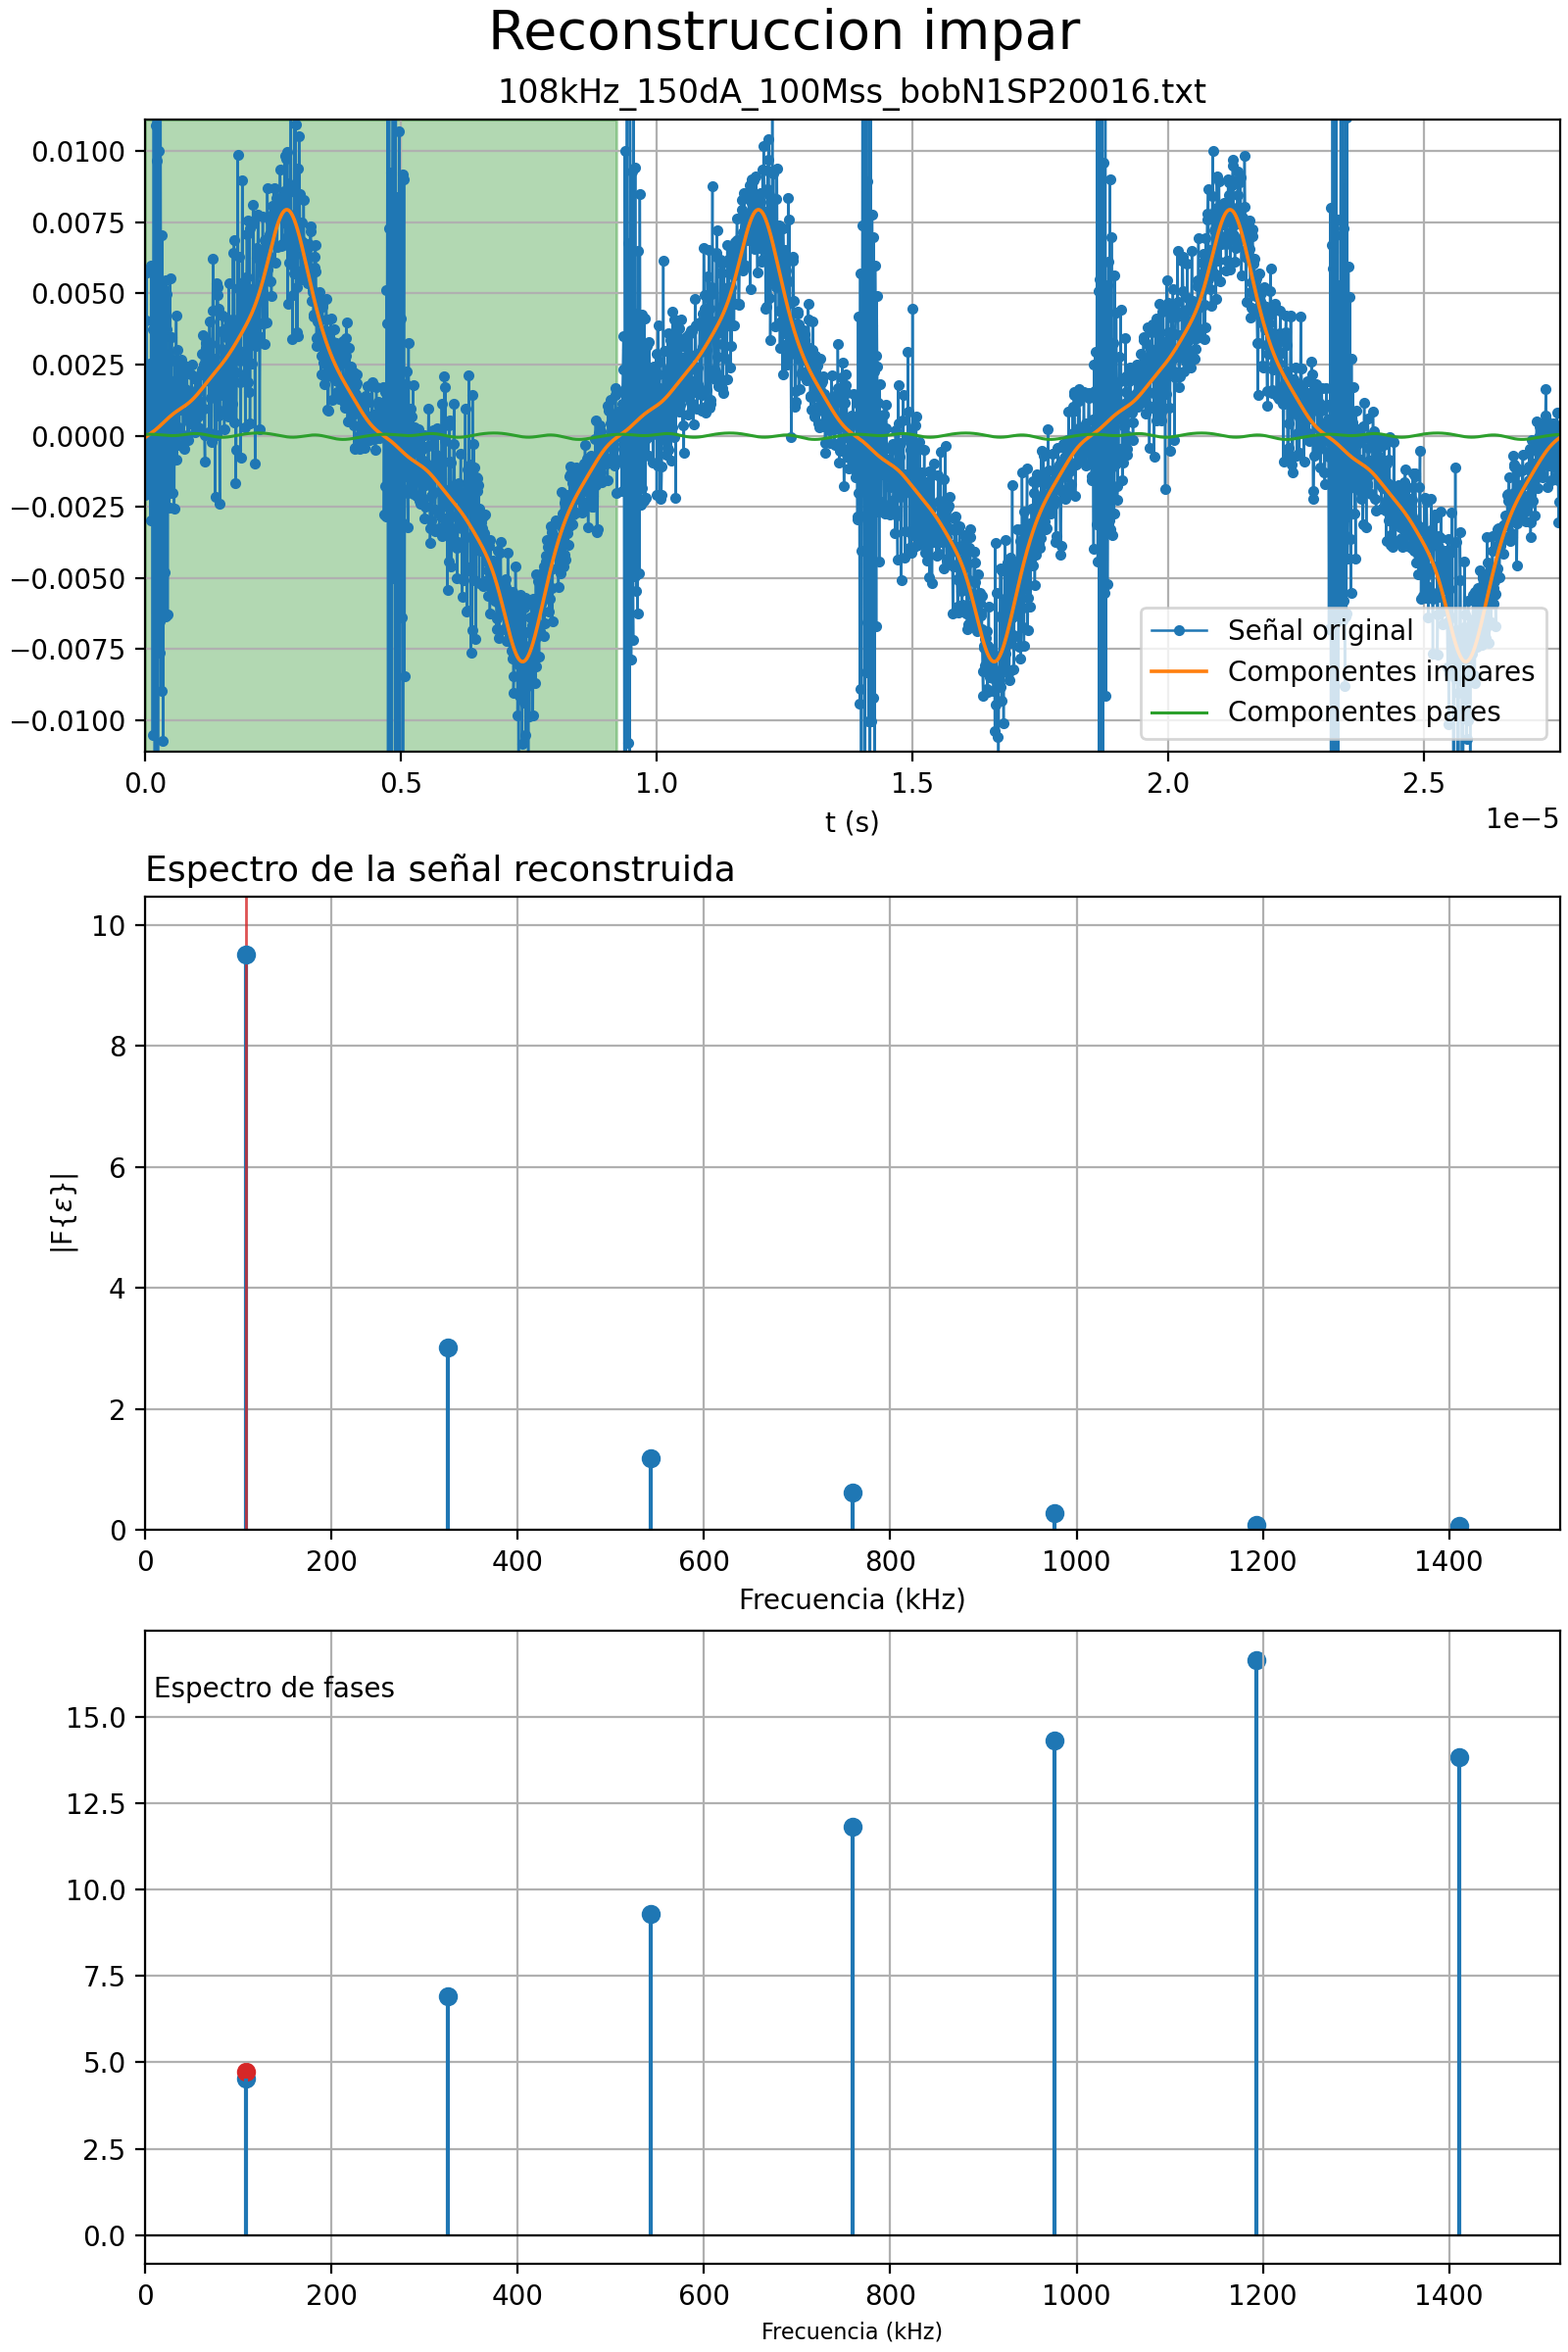 Reconstruccion impar
108kHz_150dA_100Mss_bobN1SP20016.txt
0.0100
0.0075
0.0050
0.0025
0.0000
−0.0025
−0.0050
−0.0075
−0.0100
Señal original
Componentes impares
Componentes pares
0.0 0.5 1.0 1.5 2.0 2.5
t (s)
1e−5
Espectro de la señal reconstruida
10
8
6
4
2
0
|F{ε}|
0 200 400 600 800 1000 1200 1400
Frecuencia (kHz)
Espectro de fases
15.0
12.5
10.0
7.5
5.0
2.5
0.0
0 200 400 600 800 1000 1200 1400
Frecuencia (kHz)